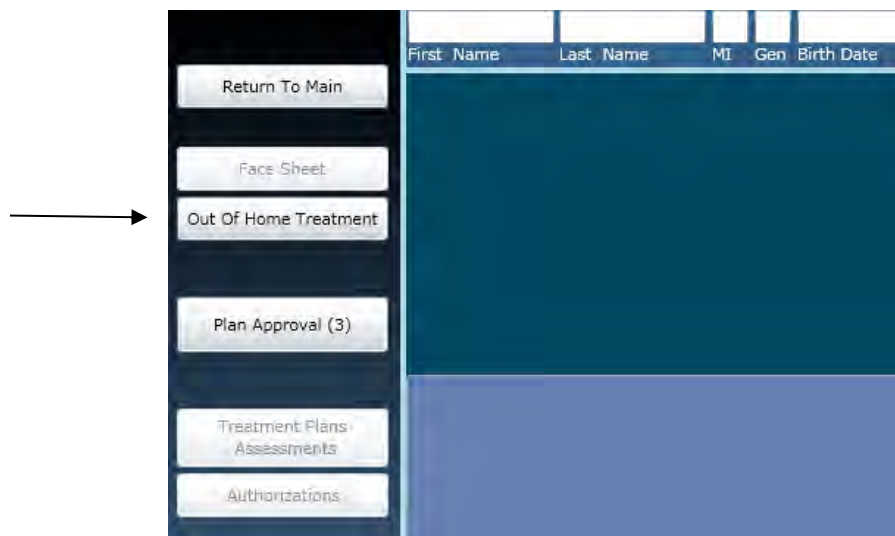 First Name Last Name MI Gen Birth Date
Return To Main
Face Sheet
Out Of Home Treatment
Plan Approval (3)
Treatment Plans
Assessments
Authorizations